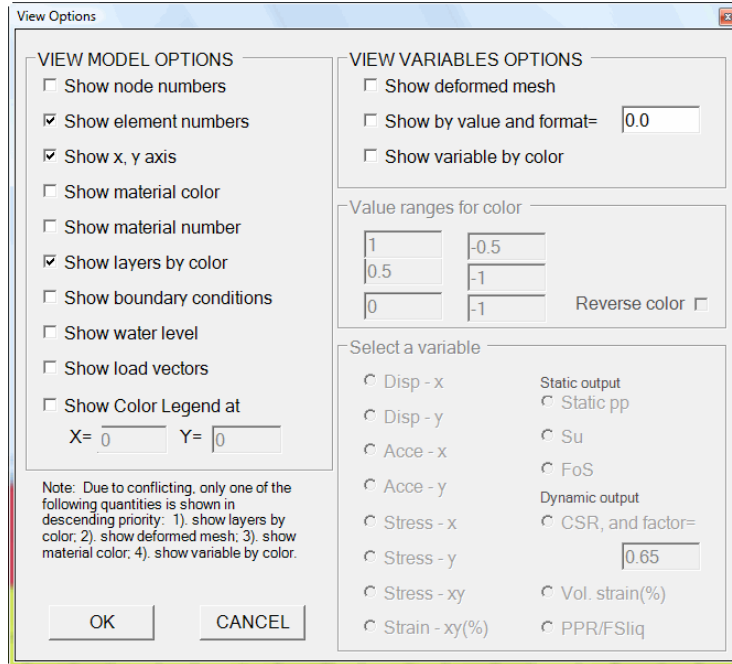 View Options
VIEW MODEL OPTIONS
Show node numbers
Show element numbers
Show x, y axis
Show material color
Show material number
Show layers by color
Show boundary conditions
Show water level
Show load vectors
Show Color Legend at
X= 0 Y= 0
Note: Due to conflicting, only one of the
following quantities is shown in
descending priority: 1). show layers by
color; 2). show deformed mesh; 3). show
material color; 4). show variable by color.
OK CANCEL
VIEW VARIABLES OPTIONS
Show deformed mesh
Show by value and format= 0.0
Show variable by color
Value ranges for color
1 -0.5
0.5 -1
0 -1 Reverse color
Select a variable
Disp - x
Disp - y
Acce - x
Acce - y
Stress - x
Stress - y
Stress - xy
Strain - xy(%)
Static output
Static pp
Su
FoS
Dynamic output
CSR, and factor=
0.65
Vol. strain(%)
PPR/FSliq